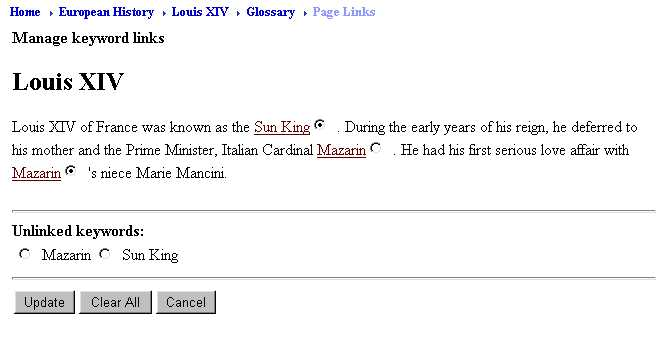 Home › European History › Louis XIV › Glossary › Page Links
Manage keyword links
Louis XIV
Louis XIV of France was known as the Sun King . During the early years of his reign, he deferred to
his mother and the Prime Minister, Italian Cardinal Mazarin . He had his first serious love affair with
Mazarin 's niece Marie Mancini.
Unlinked keywords:
Mazarin Sun King
Update Clear All Cancel